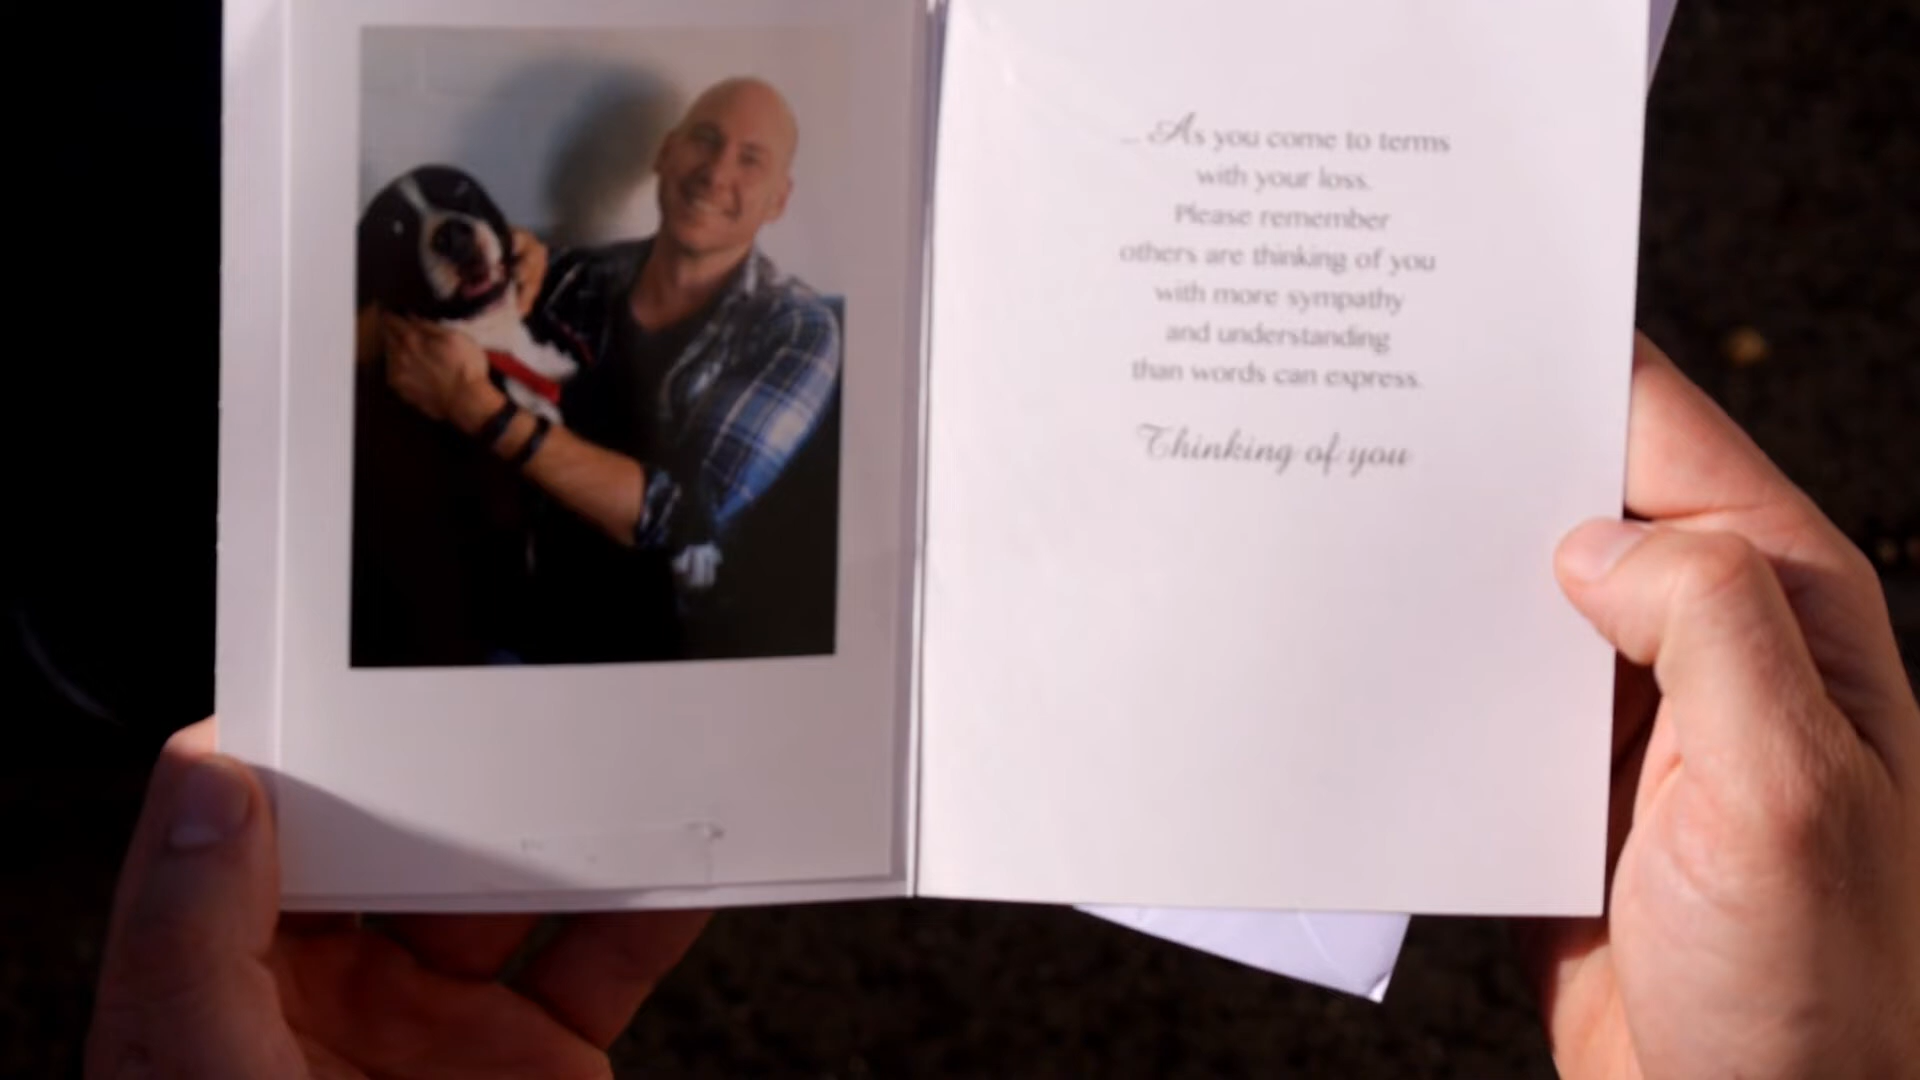 ... As you come to terms
with your loss.
Please remember
others are thinking of you
with more sympathy
and understanding
than words can express.
Thinking of you